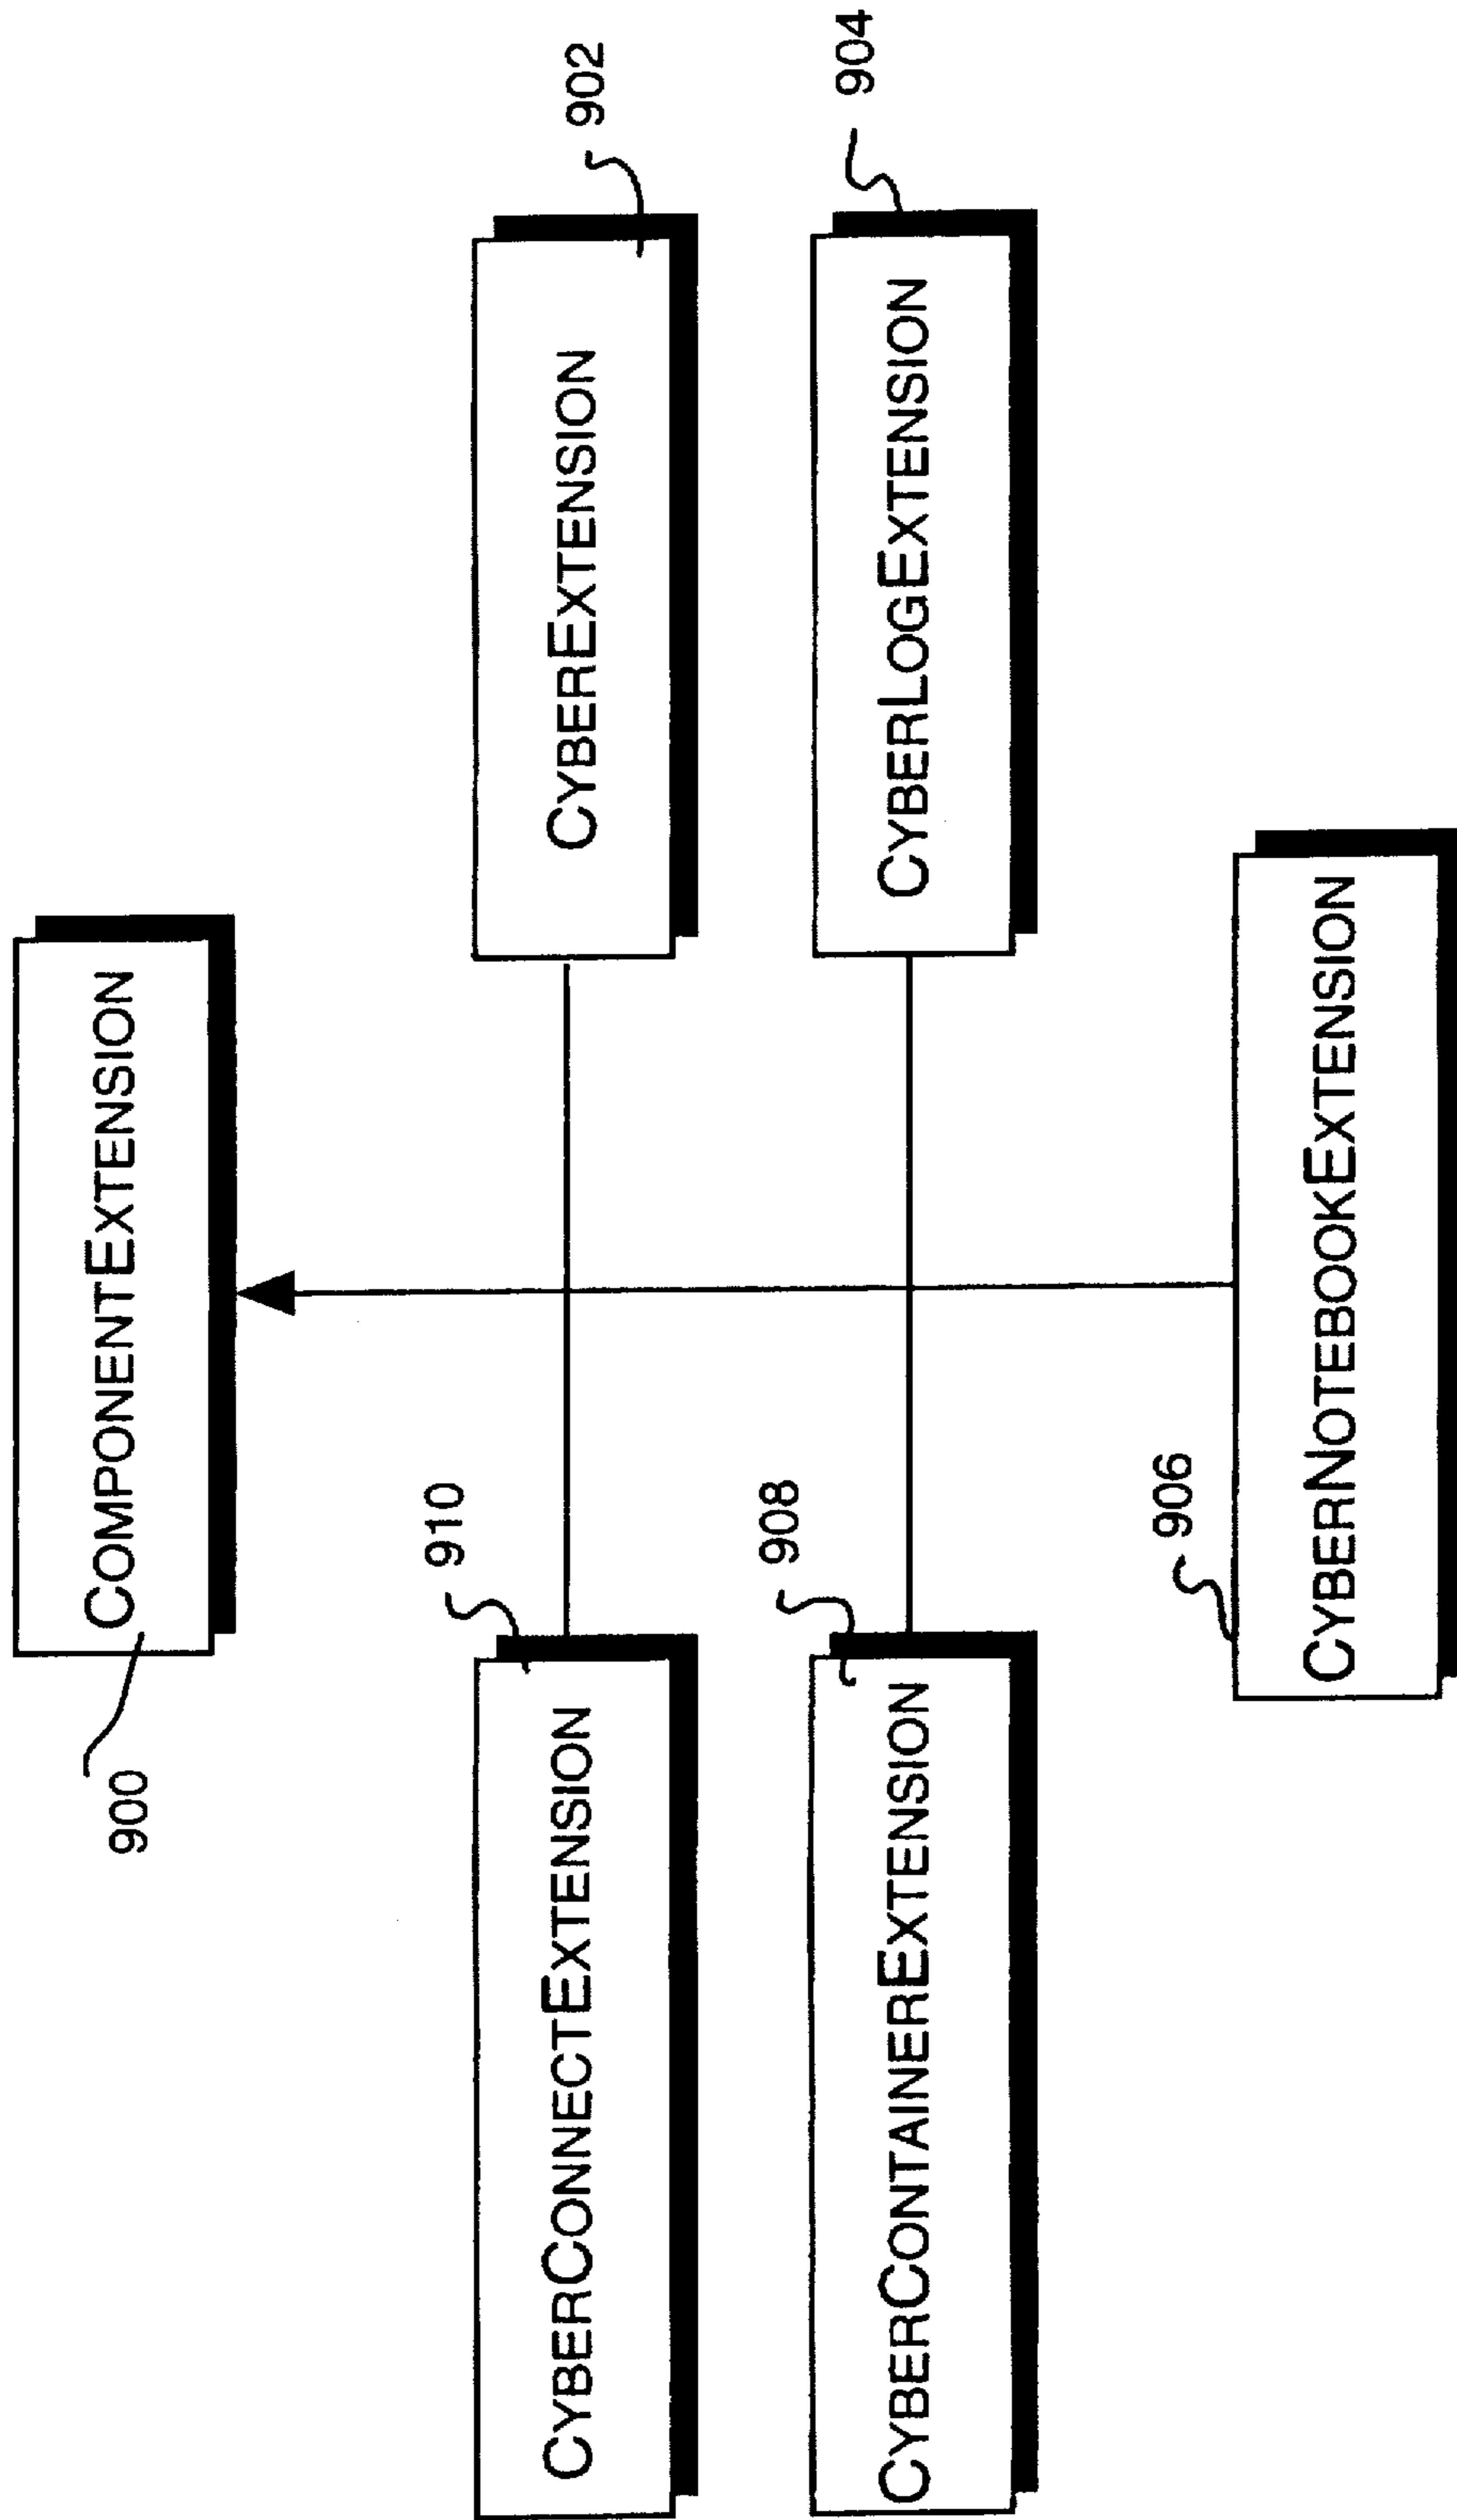 COMPONENTEXTENSION
900
910
CYBERCONNECTEXTENSION
CYBEREXTENSION
902
908
CYBERCONTAINEREXTENSION
CYBERLOGEXTENSION
904
906
CYBERNOTEBOOKEXTENSION